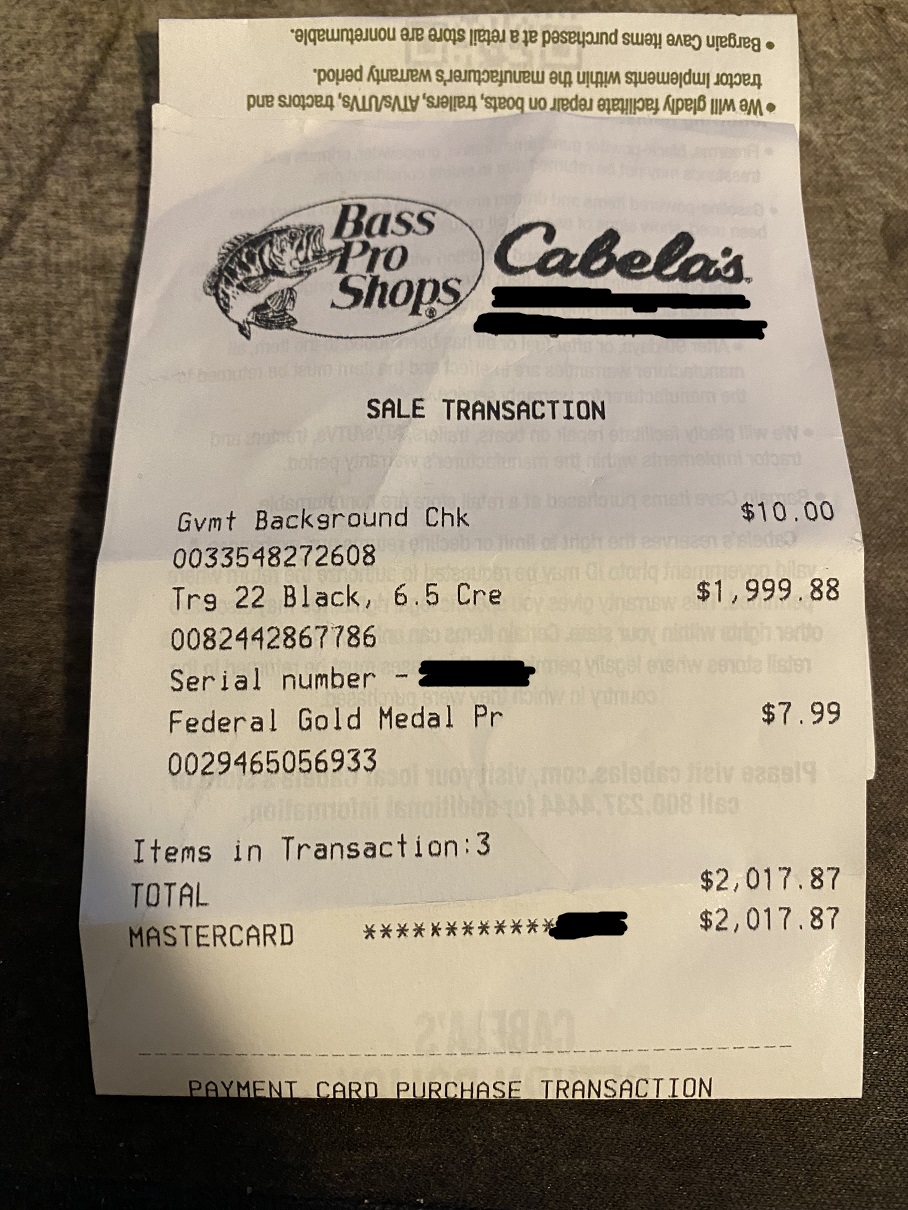 • Bargain Cave items purchased at a retail store are nonreturnable.
tractor implements within the manufacturer's warranty period.
• We will gladly facilitate repair on boats, trailers, ATVs/UTVs, tractors and
Bass
Pro
Shops®
Cabela's
SALE TRANSACTION
Gvmt Background Chk $10.00
0033548272608
Trg 22 Black, 6.5 Cre $1,999.88
0082442867786
Serial number -
Federal Gold Medal Pr $7.99
0029465056933
Items in Transaction:3
TOTAL $2,017.87
MASTERCARD ************ $2,017.87
PAYMENT CARD PURCHASE TRANSACTION